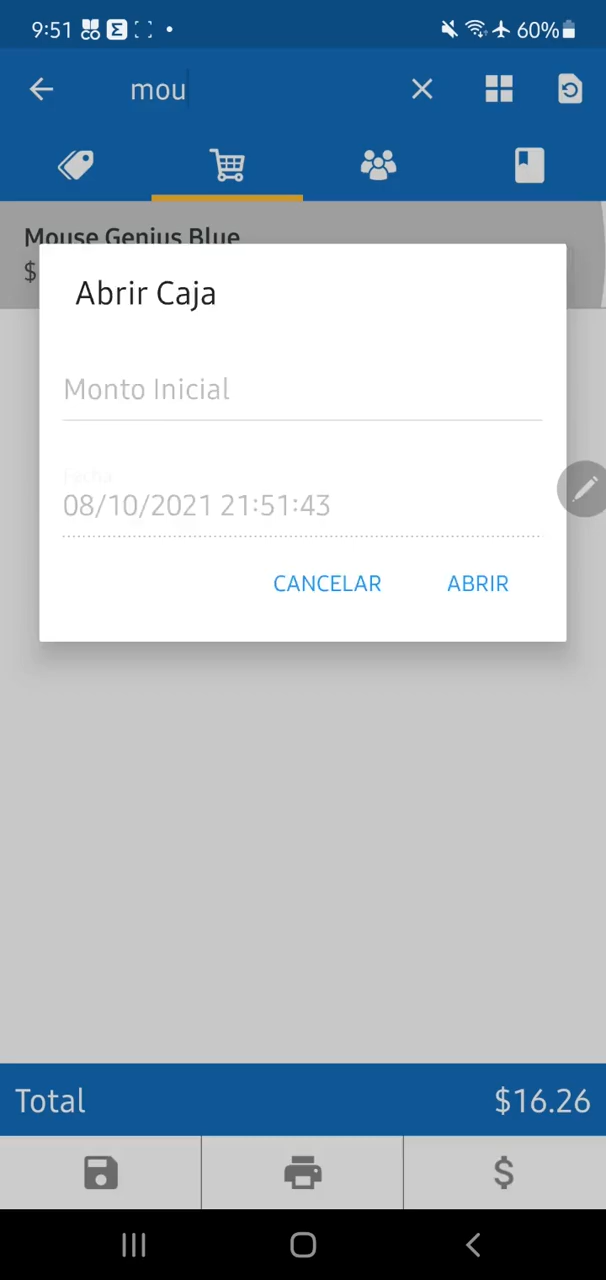 9:51 60%
mou
Mouse Genius Blue
$
Abrir Caja
Monto Inicial
Fecha
08/10/2021 21:51:43
CANCELAR ABRIR
Total $16.26